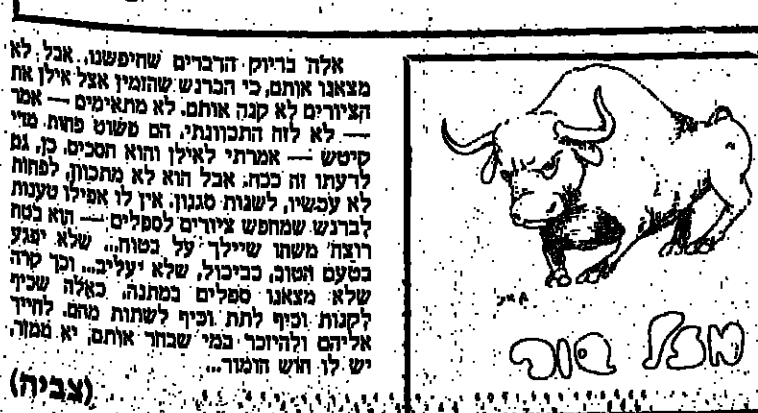 אלה בדיוק הדברים שחיפשנו, אבל לא
מצאנו אותם, כי הברנש שהזמין אצל אילן את
הציורים לא קנה אותם. לא מתאימים — אמר
— לא לזה התכוונתי. הם פשוט פחות מדי
קיטש — אמרתי לאילן והוא הסכים. כן, גם
לדעתו זה ככה. אבל הוא לא מתכוון, לפחות
לא עכשיו, לשנות סגנון. אין לו אפילו טענות
לברנש שמחפש ציורים לספלים — הוא בטח
רוצה משהו שיילך על בטוח... שלא יפגע
בטעם הטוב, כביכול, שלא יעליב... וכך קרה
שלא מצאנו ספלים במתנה. כאלה שכיף
לקנות וכיף לתת וכיף לשתות מהם. לחייך
אליהם ולהיזכר במי שבחר אותם, יא ממזר,
יש לו חוש הומור...
(צביה)
מזל שור